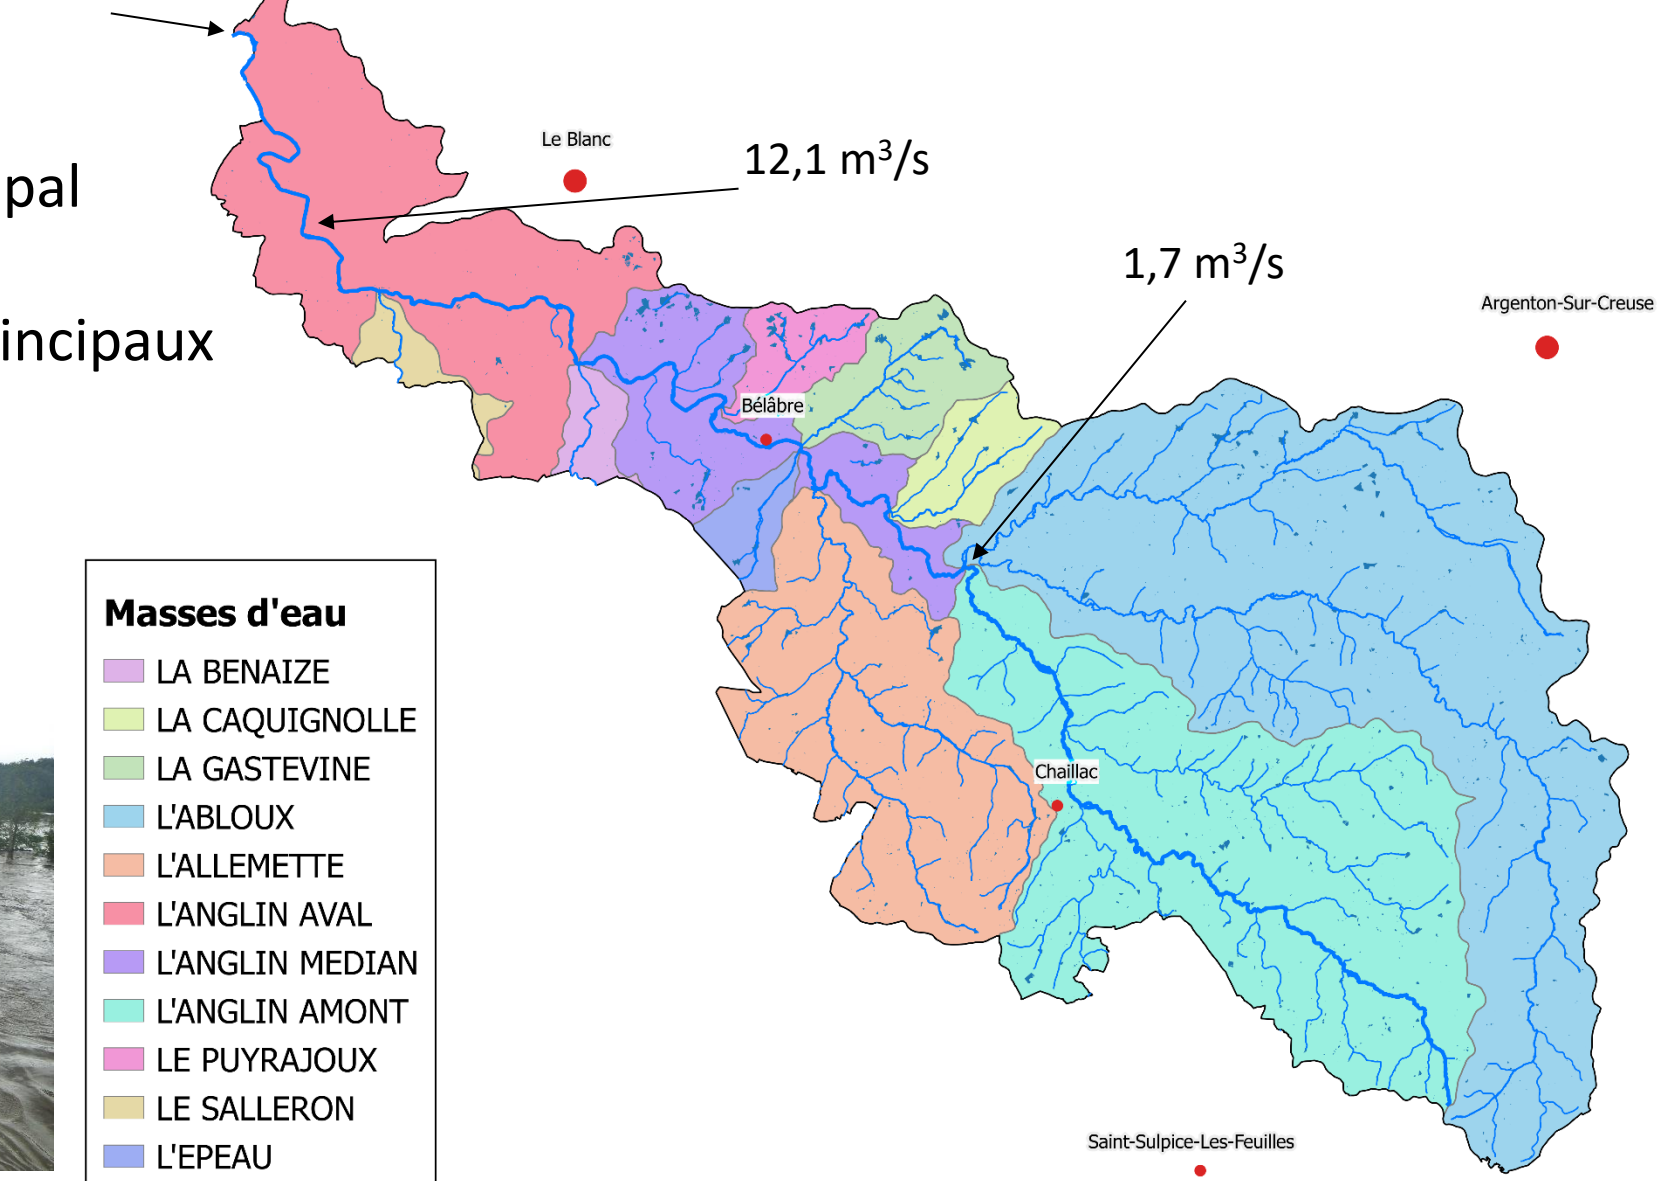 Le Blanc
12,1 m³/s
pal
1,7 m³/s
Argenton-Sur-Creuse
incipaux
Bélâbre
Masses d'eau
LA BENAIZE
LA CAQUIGNOLLE
LA GASTEVINE
L'ABLOUX
L'ALLEMETTE
L'ANGLIN AVAL
L'ANGLIN MEDIAN
L'ANGLIN AMONT
LE PUYRAJOUX
LE SALLERON
L'EPEAU
Chaillac
Saint-Sulpice-Les-Feuilles